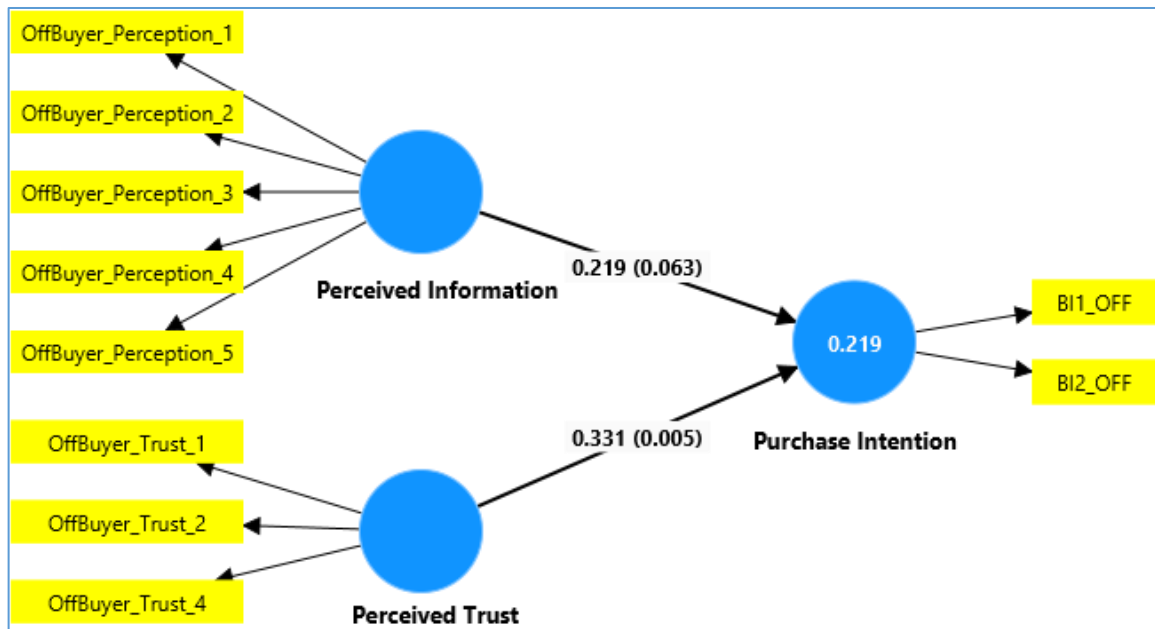 OffBuyer_Perception_1
OffBuyer_Perception_2
OffBuyer_Perception_3
OffBuyer_Perception_4
OffBuyer_Perception_5
Perceived Information
0.219 (0.063)
OffBuyer_Trust_1
OffBuyer_Trust_2
OffBuyer_Trust_4
Perceived Trust
0.331 (0.005)
0.219
Purchase Intention
BI1_OFF
BI2_OFF